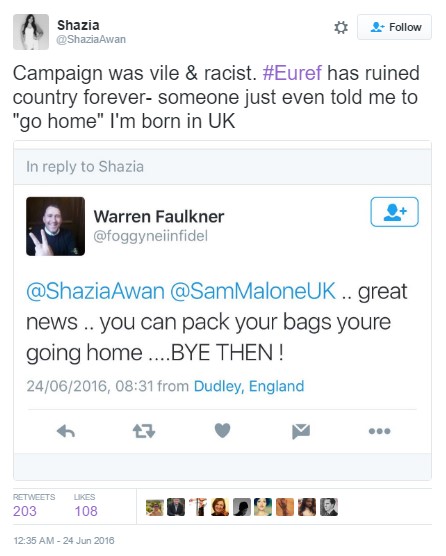 Shazia
@ShaziaAwan
Follow
Campaign was vile & racist. #Euref has ruined
country forever- someone just even told me to
"go home" I'm born in UK
In reply to Shazia
Warren Faulkner
@foggyneiinfidel
@ShaziaAwan @SamMaloneUK .. great
news .. you can pack your bags youre
going home ....BYE THEN !
24/06/2016, 08:31 from Dudley, England
RETWEETS LIKES
203 108
12:35 AM - 24 Jun 2016